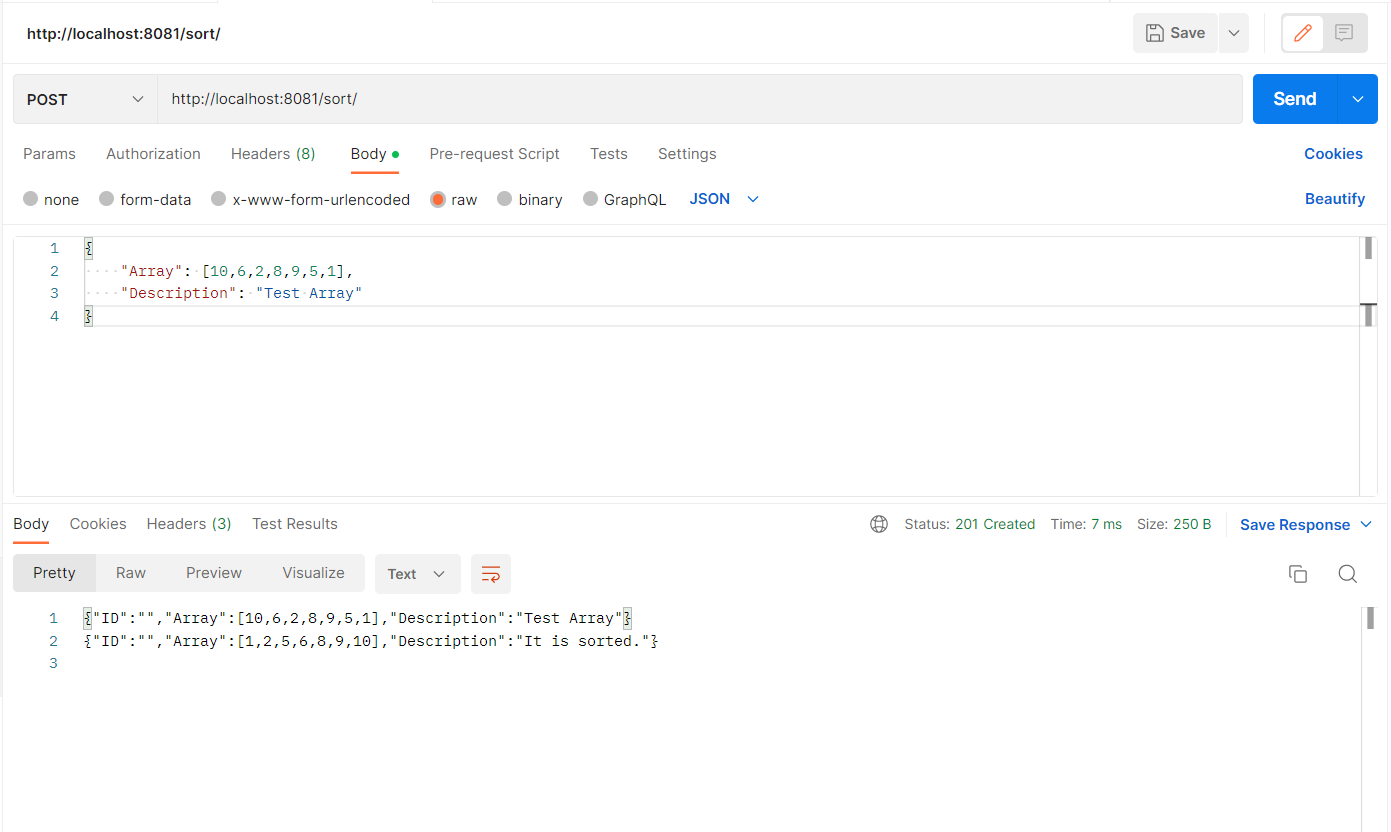 http://localhost:8081/sort/ Save
POST http://localhost:8081/sort/ Send
Params Authorization Headers (8) Body Pre-request Script Tests Settings Cookies
none form-data x-www-form-urlencoded raw binary GraphQL JSON Beautify
1 {
2 "Array": [10,6,2,8,9,5,1],
3 "Description": "Test Array"
4 }
Body Cookies Headers (3) Test Results Status: 201 Created Time: 7 ms Size: 250 B Save Response
Pretty Raw Preview Visualize Text
1 {"ID":"","Array":[10,6,2,8,9,5,1],"Description":"Test Array"}
2 {"ID":"","Array":[1,2,5,6,8,9,10],"Description":"It is sorted."}
3